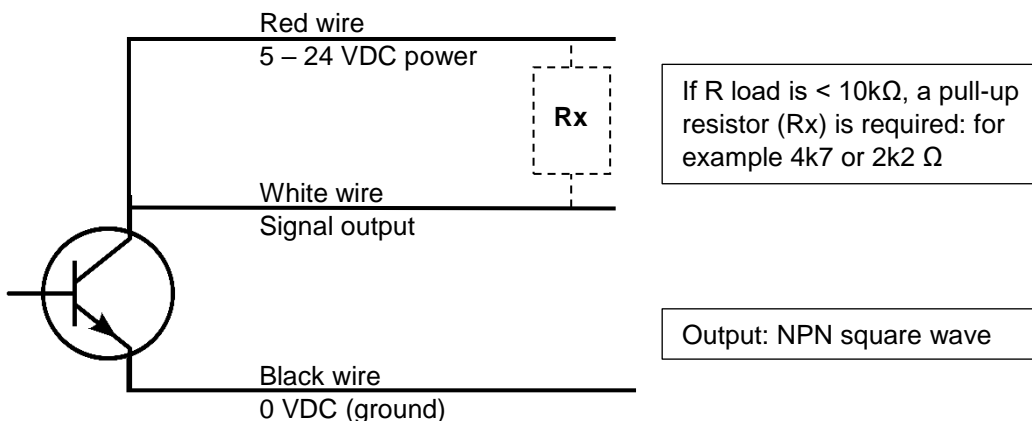 Red wire
5 – 24 VDC power
Rx
If R load is < 10kΩ, a pull-up
resistor (Rx) is required: for
example 4k7 or 2k2 Ω
White wire
Signal output
Output: NPN square wave
Black wire
0 VDC (ground)